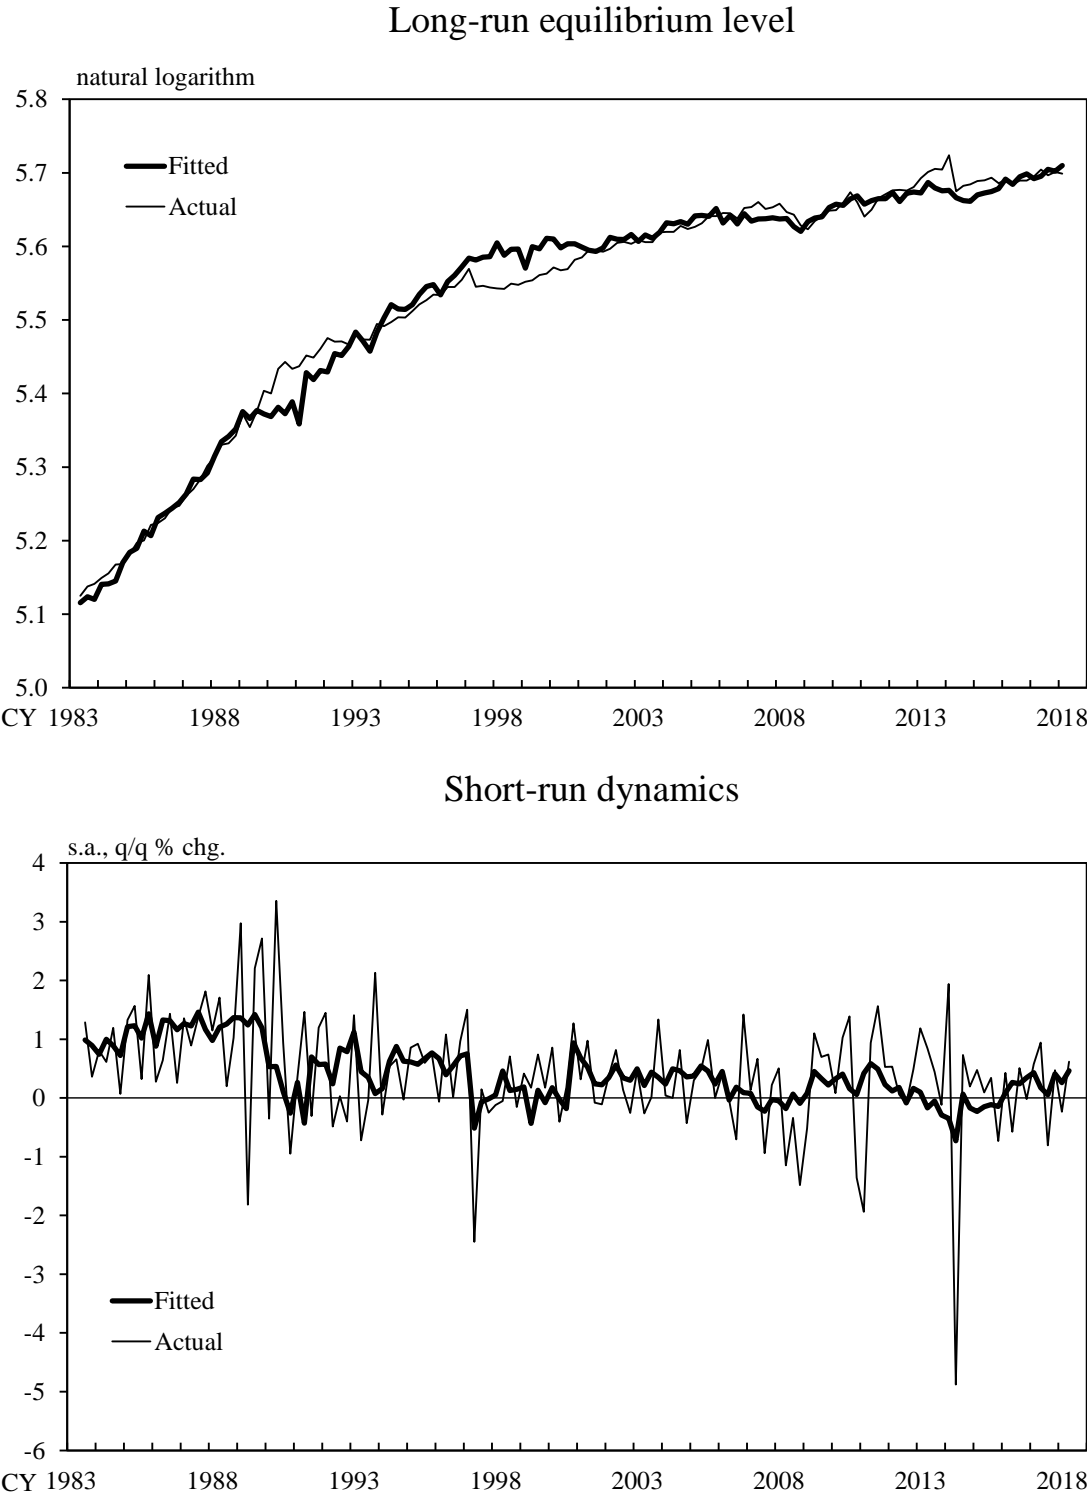 Long-run equilibrium level
natural logarithm
5.8
5.7
5.6
5.5
5.4
5.3
5.2
5.1
5.0
Fitted
Actual
CY 1983 1988 1993 1998 2003 2008 2013 2018
Short-run dynamics
s.a., q/q % chg.
4
3
2
1
0
-1
-2
-3
-4
-5
-6
Fitted
Actual
CY 1983 1988 1993 1998 2003 2008 2013 2018